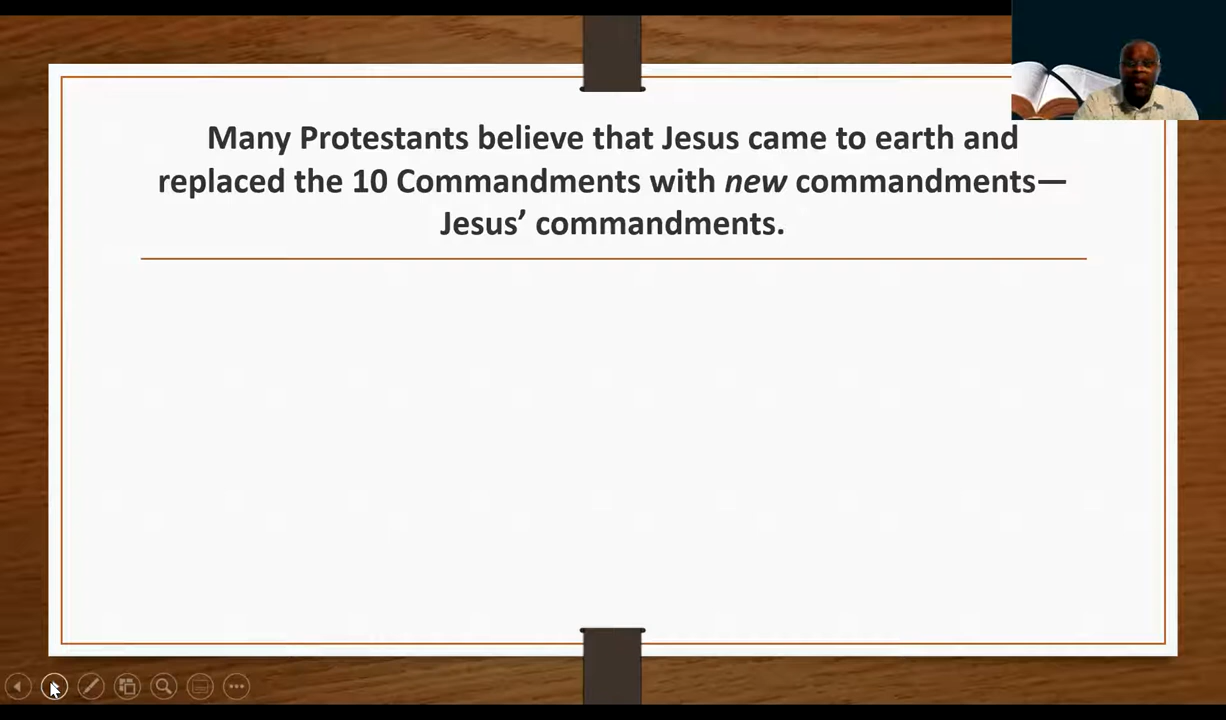 Many Protestants believe that Jesus came to earth and
replaced the 10 Commandments with new commandments—
Jesus’ commandments.